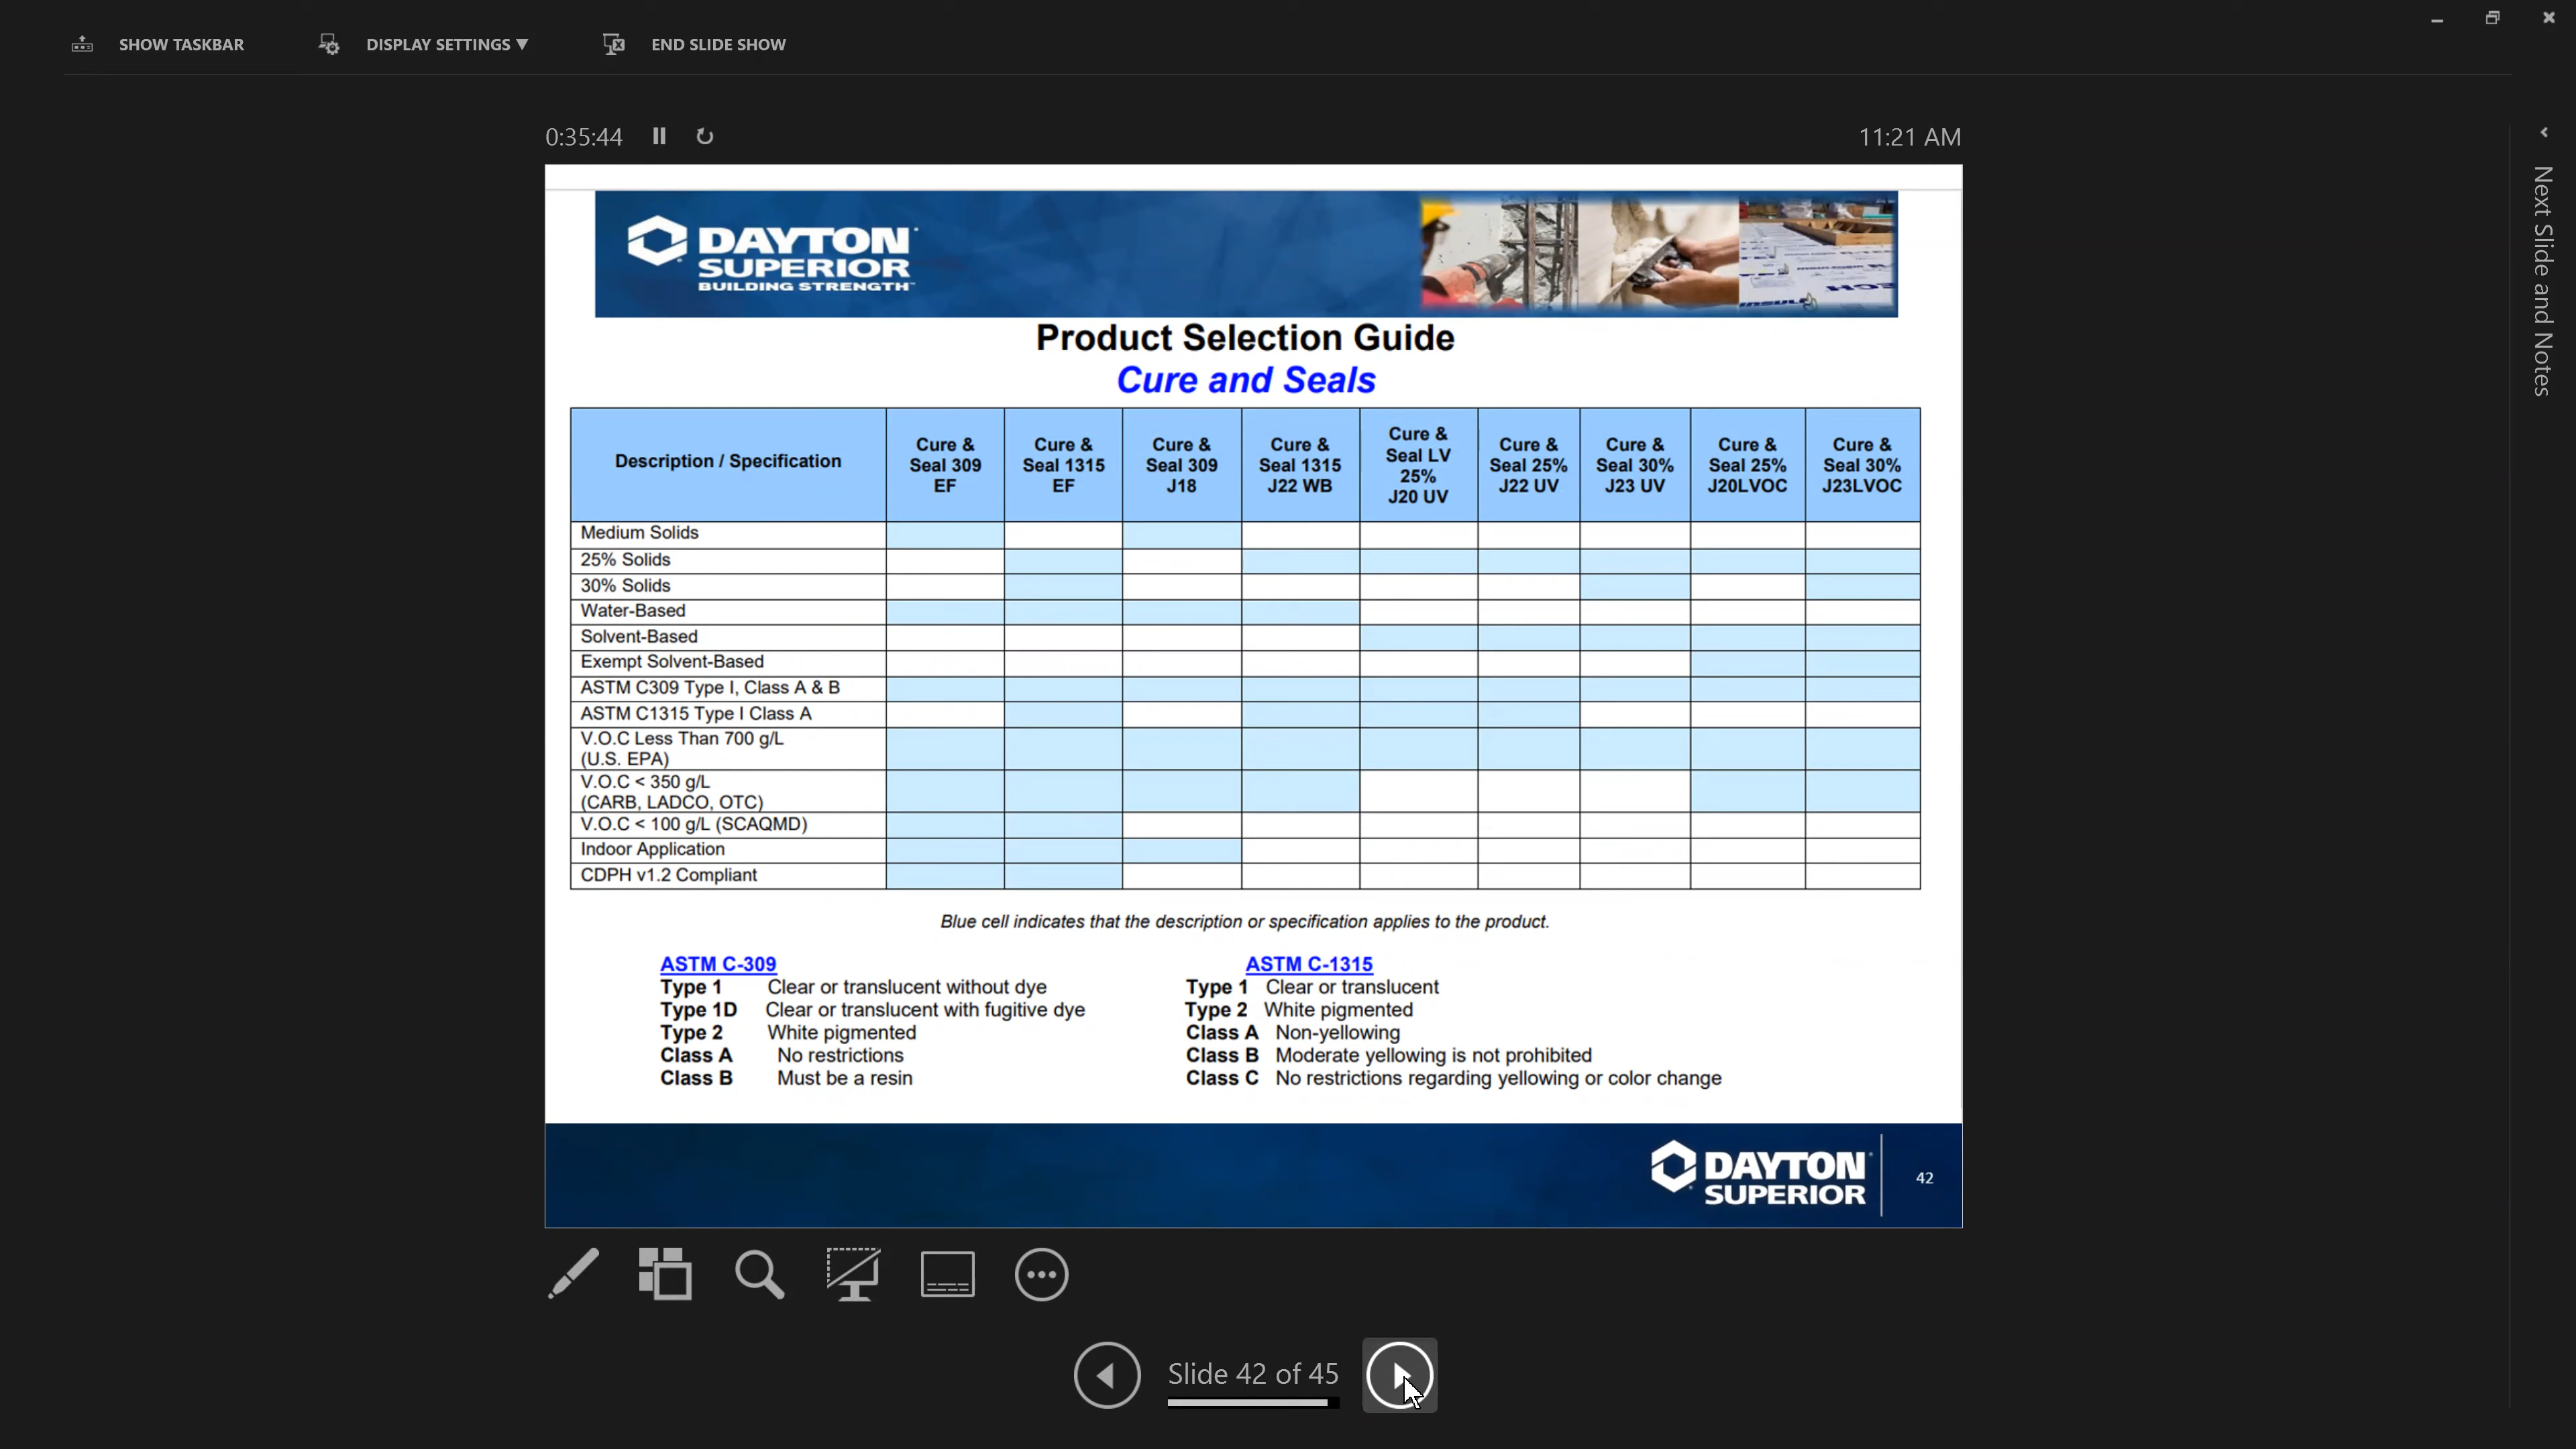 SHOW TASKBAR
DISPLAY SETTINGS ▼
END SLIDE SHOW
0:35:44
11:21 AM
Next Slide and Notes
DAYTON
SUPERIOR
BUILDING STRENGTH™
Product Selection Guide
Cure and Seals
Description / Specification
Cure &
Seal 309
EF
Cure &
Seal 1315
EF
Cure &
Seal 309
J18
Cure &
Seal 1315
J22 WB
Cure &
Seal LV
25%
J20 UV
Cure &
Seal 25%
J22 UV
Cure &
Seal 30%
J23 UV
Cure &
Seal 25%
J20LVOC
Cure &
Seal 30%
J23LVOC
Medium Solids
25% Solids
30% Solids
Water-Based
Solvent-Based
Exempt Solvent-Based
ASTM C309 Type I, Class A & B
ASTM C1315 Type I Class A
V.O.C Less Than 700 g/L
(U.S. EPA)
V.O.C < 350 g/L
(CARB, LADCO, OTC)
V.O.C < 100 g/L (SCAQMD)
Indoor Application
CDPH v1.2 Compliant
Blue cell indicates that the description or specification applies to the product.
ASTM C-309
Type 1 Clear or translucent without dye
Type 1D Clear or translucent with fugitive dye
Type 2 White pigmented
Class A No restrictions
Class B Must be a resin
ASTM C-1315
Type 1 Clear or translucent
Type 2 White pigmented
Class A Non-yellowing
Class B Moderate yellowing is not prohibited
Class C No restrictions regarding yellowing or color change
DAYTON
SUPERIOR
42
Slide 42 of 45